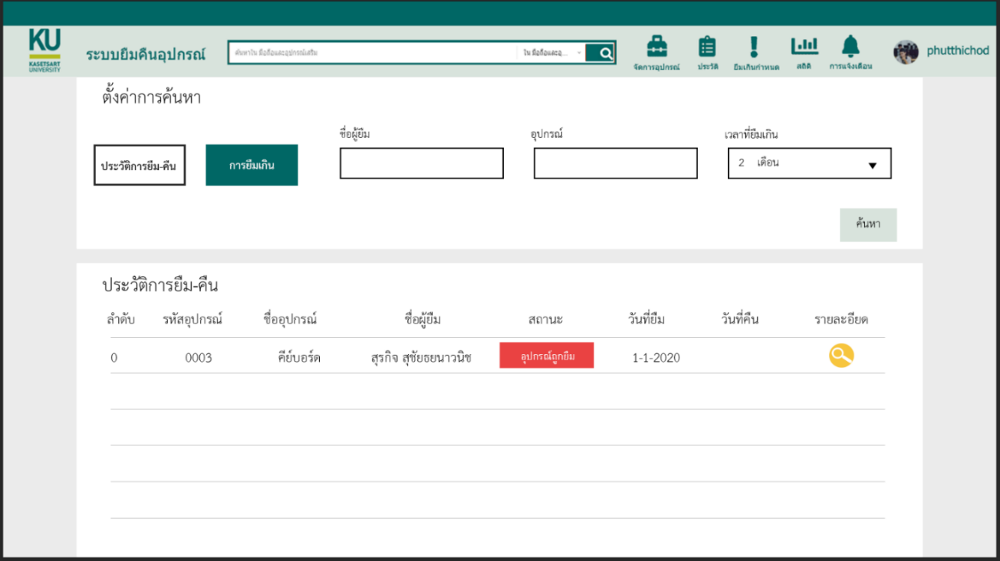 KU
KASETSART
UNIVERSITY
ระบบยืมคืนอุปกรณ์
ค้นหาใน มือถือและอุปกรณ์เสริม
ใน มือถือและอุ...
จัดการอุปกรณ์
ประวัติ
ยืมเกินกำหนด
สถิติ
การแจ้งเตือน
phutthichod
ตั้งค่าการค้นหา
ประวัติการยืม-คืน
การยืมเกิน
ชื่อผู้ยืม
อุปกรณ์
เวลาที่ยืมเกิน
2 เดือน
ค้นหา
ประวัติการยืม-คืน
ลำดับ รหัสอุปกรณ์ ชื่ออุปกรณ์ ชื่อผู้ยืม สถานะ วันที่ยืม วันที่คืน รายละอียด
0 0003 คีย์บอร์ด สุรกิจ สุชัยธยนาวนิช อุปกรณ์ถูกยืม 1-1-2020